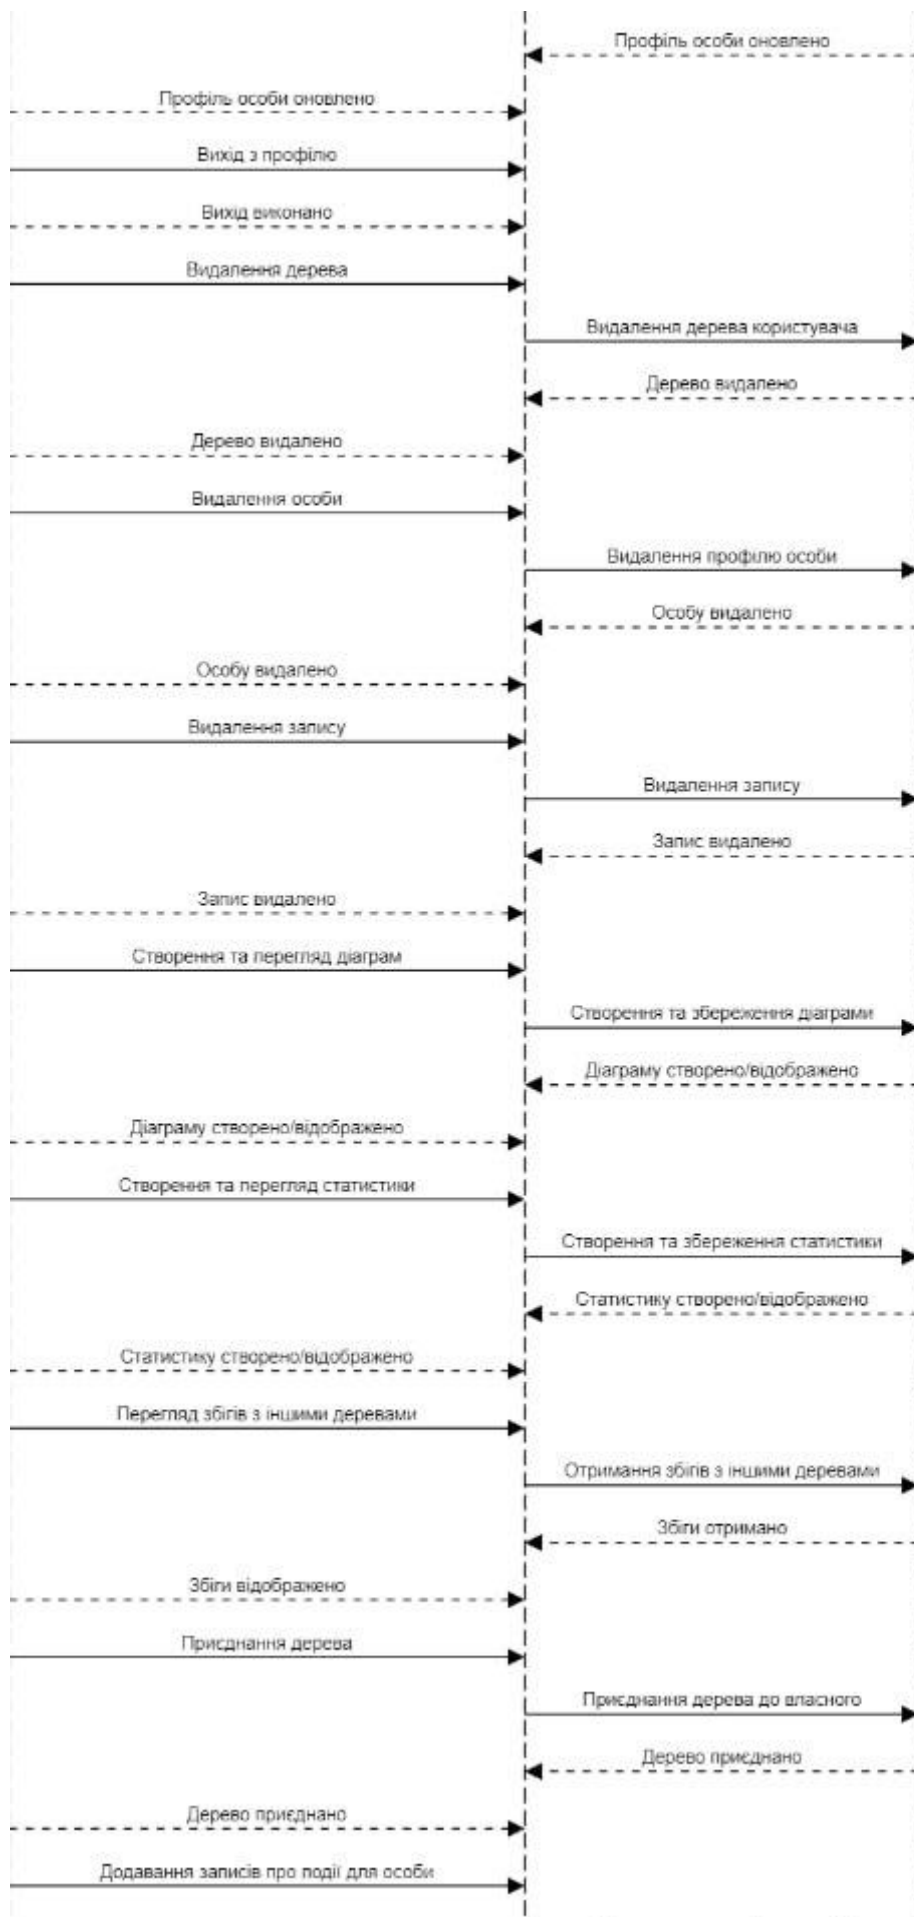 Профіль особи оновлено
Профіль особи оновлено
Вихід з профілю
Вихід виконано
Видалення дерева
Видалення дерева користувача
Дерево видалено
Дерево видалено
Видалення особи
Видалення профілю особи
Особу видалено
Особу видалено
Видалення запису
Видалення запису
Запис видалено
Запис видалено
Створення та перегляд діаграм
Створення та збереження діаграми
Діаграму створено/відображено
Діаграму створено/відображено
Створення та перегляд статистики
Створення та збереження статистики
Статистику створено/відображено
Статистику створено/відображено
Перегляд збігів з іншими деревами
Отримання збігів з іншими деревами
Збіги отримано
Збіги відображено
Приєднання дерева
Приєднання дерева до власного
Дерево приєднано
Дерево приєднано
Додавання записів про події для особи